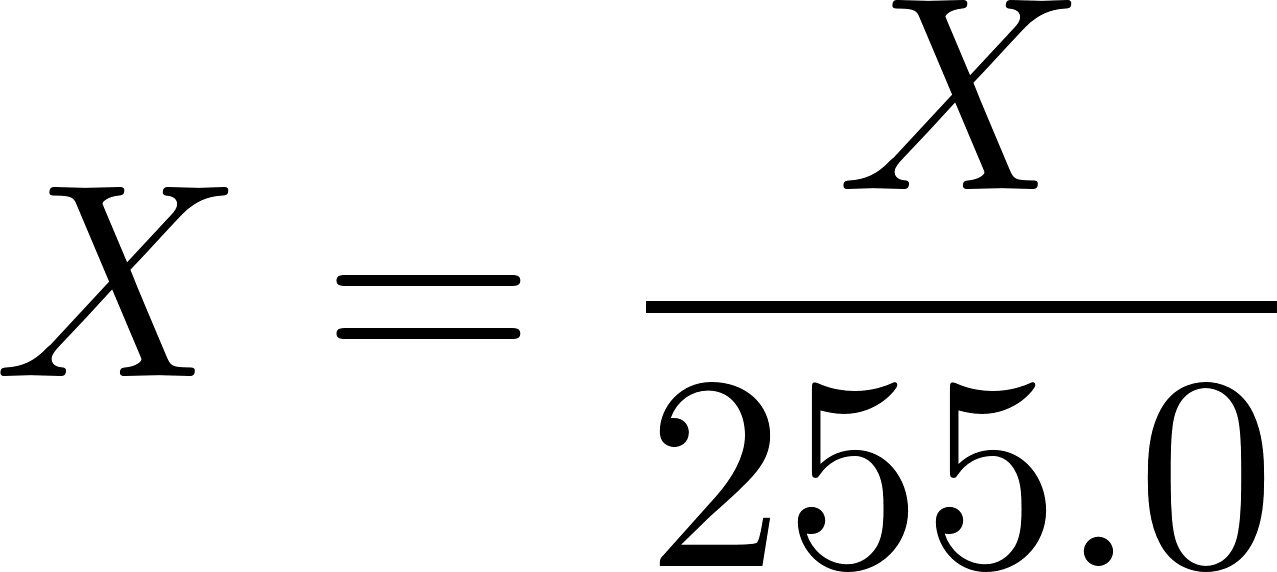 X = X / 255.0